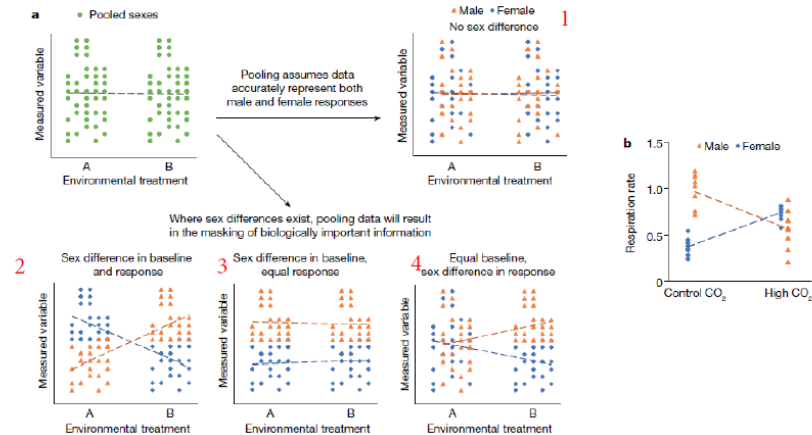 a
Pooled sexes
Measured variable
A B
Environmental treatment
Pooling assumes data
accurately represent both
male and female responses
Male Female
No sex difference
1
Measured variable
A B
Environmental treatment
Where sex differences exist, pooling data will result
in the masking of biologically important information
2
Sex difference in baseline
and response
Measured variable
A B
Environmental treatment
3
Sex difference in baseline,
equal response
Measured variable
A B
Environmental treatment
4
Equal baseline,
sex difference in response
Measured variable
A B
Environmental treatment
b
Male Female
Respiration rate
1.5
1.0
0.5
0
Control CO₂ High CO₂